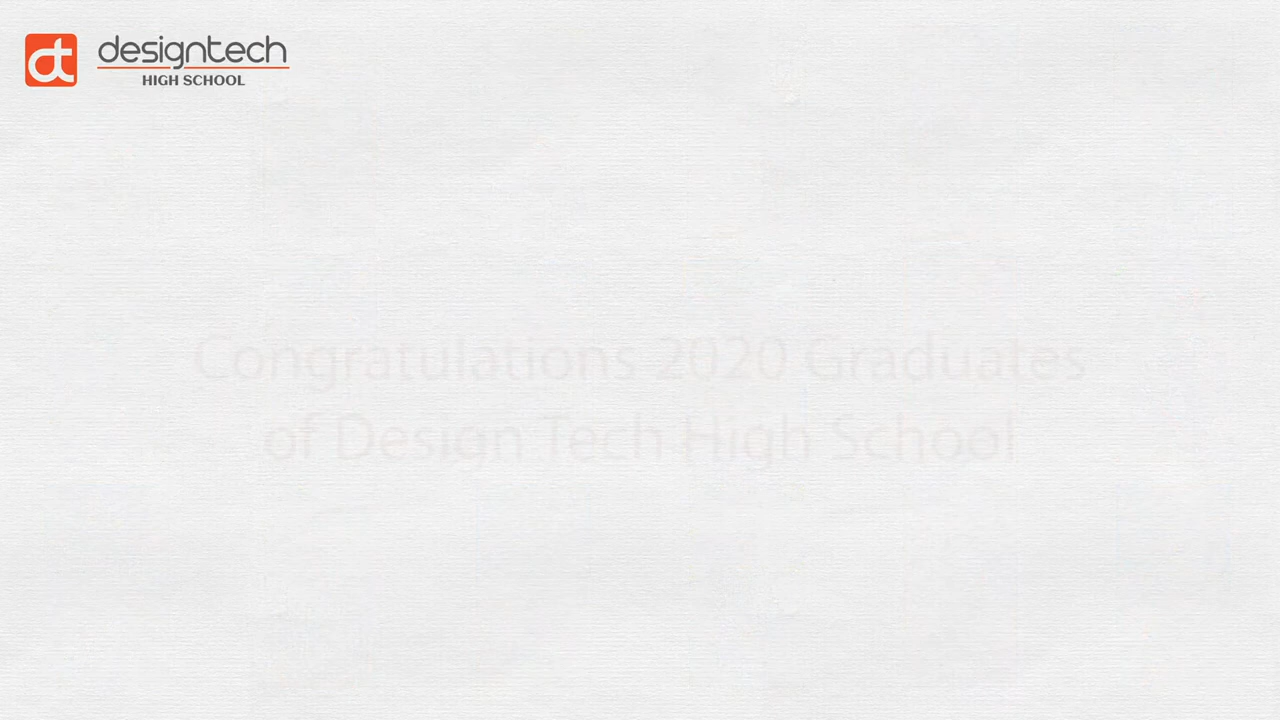 dt
designtech
HIGH SCHOOL
Congratulations 2020 Graduates
of Design Tech High School